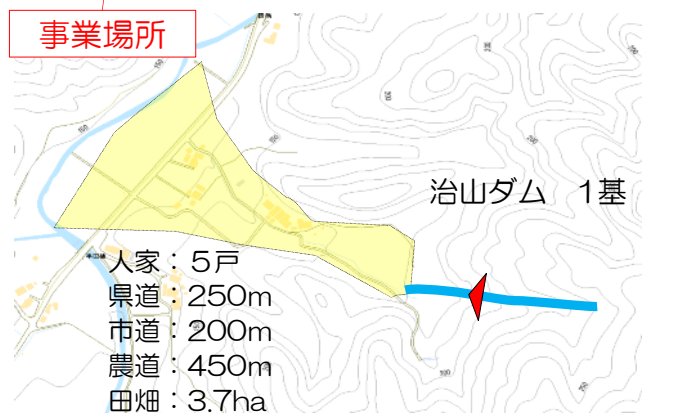 事業場所
治山ダム 1基
人家：5戸
県道：250m
市道：200m
農道：450m
田畑：3.7ha